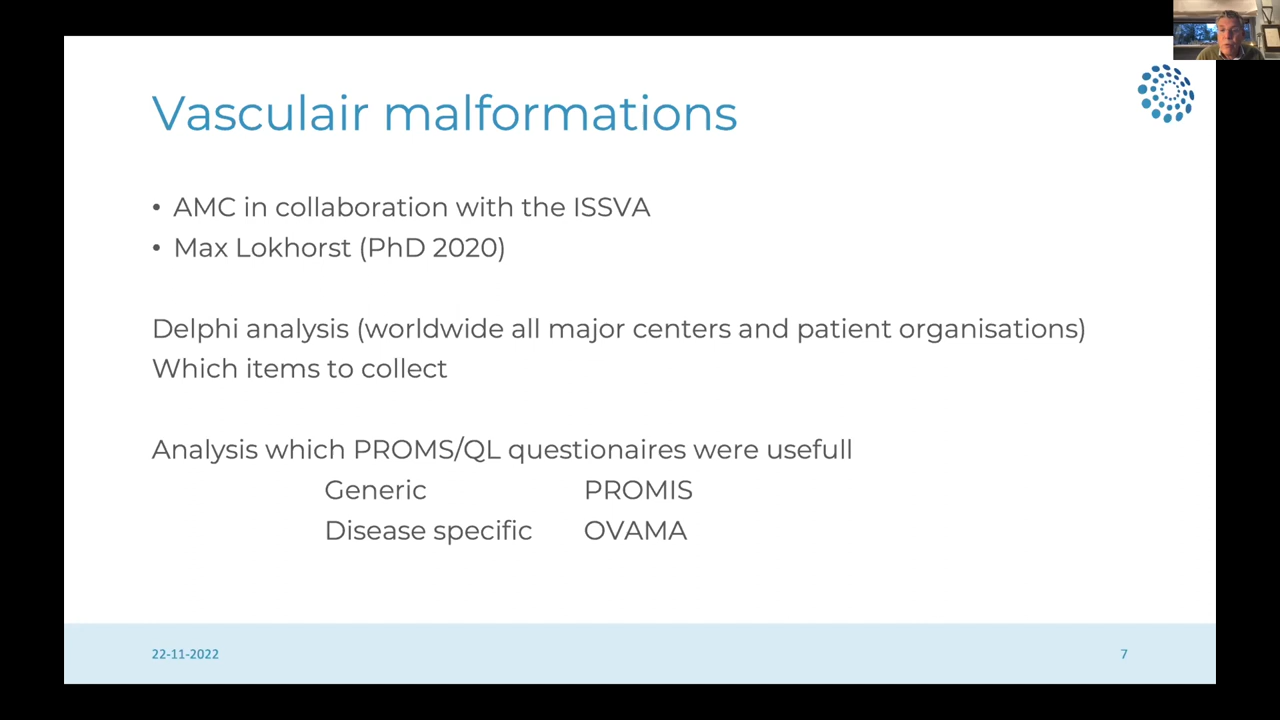 Vasculair malformations
• AMC in collaboration with the ISSVA
• Max Lokhorst (PhD 2020)
Delphi analysis (worldwide all major centers and patient organisations)
Which items to collect
Analysis which PROMS/QL questionaires were usefull
Generic PROMIS
Disease specific OVAMA
22-11-2022 7